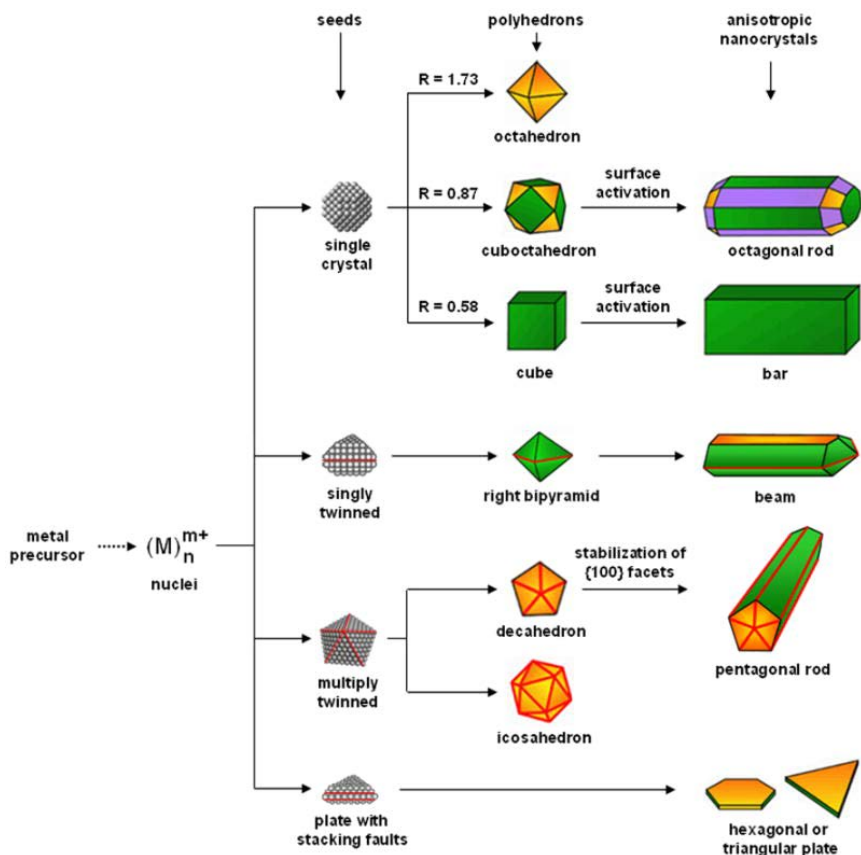 seeds
polyhedrons
anisotropic
nanocrystals
R = 1.73
octahedron
R = 0.87
surface
activation
single
crystal
cuboctahedron
octagonal rod
R = 0.58
surface
activation
cube
bar
singly
twinned
right bipyramid
beam
metal
precursor
(M)n m+
nuclei
stabilization of
{100} facets
decahedron
pentagonal rod
multiply
twinned
icosahedron
plate with
stacking faults
hexagonal or
triangular plate